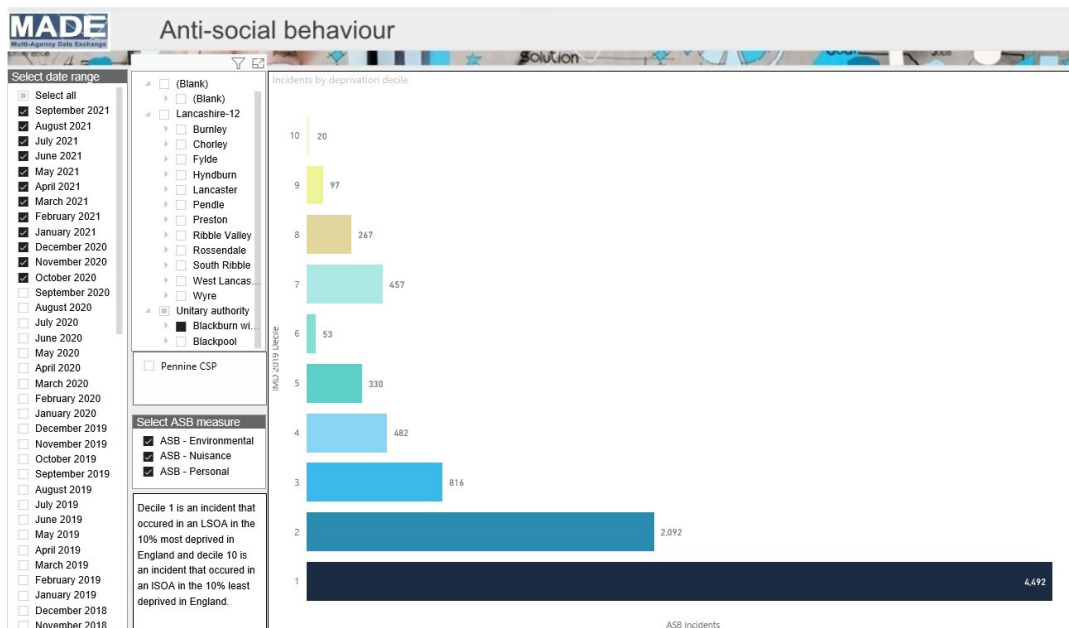 MADE
Multi-Agency Data Exchange
Anti-social behaviour
Solution
Select date range
Select all
September 2021
August 2021
July 2021
June 2021
May 2021
April 2021
March 2021
February 2021
January 2021
December 2020
November 2020
October 2020
September 2020
August 2020
July 2020
June 2020
May 2020
April 2020
March 2020
February 2020
January 2020
December 2019
November 2019
October 2019
September 2019
August 2019
July 2019
June 2019
May 2019
April 2019
March 2019
February 2019
January 2019
December 2018
November 2018
(Blank)
(Blank)
Lancashire-12
Burnley
Chorley
Fylde
Hyndburn
Lancaster
Pendle
Preston
Ribble Valley
Rossendale
South Ribble
West Lancas...
Wyre
Unitary authority
Blackburn wi...
Blackpool
Pennine CSP
Select ASB measure
ASB - Environmental
ASB - Nuisance
ASB - Personal
Decile 1 is an incident that
occured in an LSOA in the
10% most deprived in
England and decile 10 is
an incident that occured in
an lSOA in the 10% least
deprived in England.
Incidents by deprivation decile
IMD 2019 Decile
10 20
9 97
8 267
7 457
6 53
5 330
4 482
3 816
2 2,092
1 4,492
ASB incidents